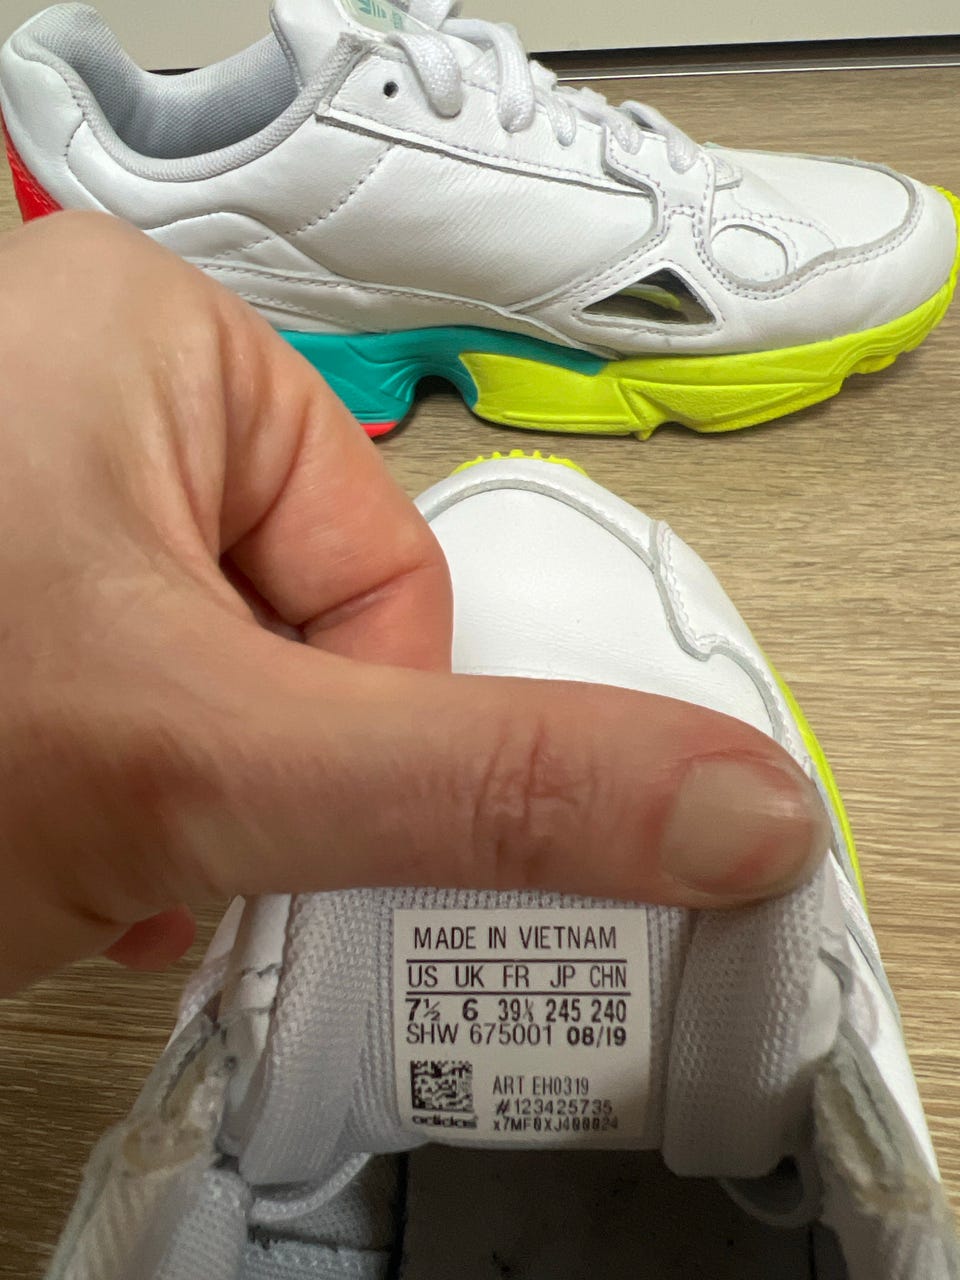 MADE IN VIETNAM
US UK FR JP CHN
7½ 6 39⅓ 245 240
SHW 675001 08/19
ART EH0319
#123425735
adidas x7MF0XJ400024